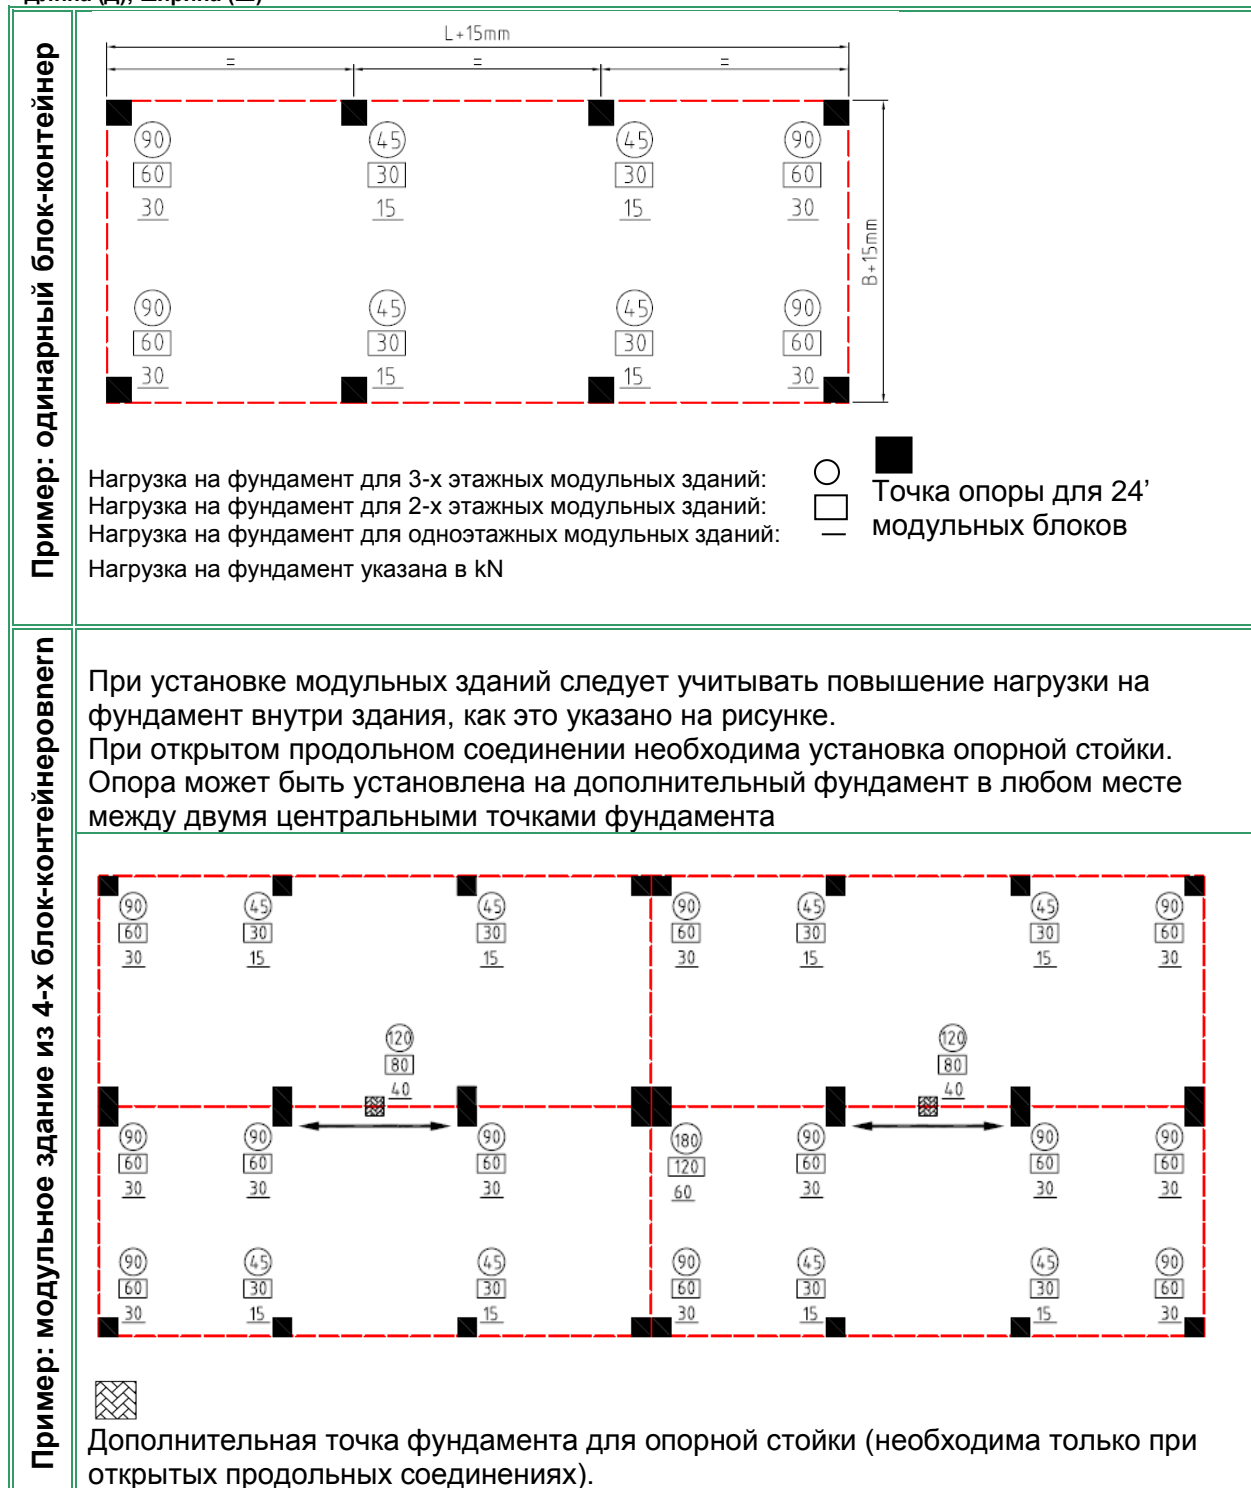 Длина (Д), Ширина (Ш)
Пример: одинарный блок-контейнер
L+15mm
= = =
90 45 45 90
60 30 30 60
30 15 15 30
B+15mm
90 45 45 90
60 30 30 60
30 15 15 30
Нагрузка на фундамент для 3-х этажных модульных зданий:
Нагрузка на фундамент для 2-х этажных модульных зданий:
Нагрузка на фундамент для одноэтажных модульных зданий:
Нагрузка на фундамент указана в kN
Точка опоры для 24’
модульных блоков
Пример: модульное здание из 4-х блок-контейнеровnern
При установке модульных зданий следует учитывать повышение нагрузки на
фундамент внутри здания, как это указано на рисунке.
При открытом продольном соединении необходима установка опорной стойки.
Опора может быть установлена на дополнительный фундамент в любом месте
между двумя центральными точками фундамента
90 45 45 90 45 45 90
60 30 30 60 30 30 60
30 15 15 30 15 15 30
120 120
80 80
40 40
90 90 90 180 90 90 90
60 60 60 120 60 60 60
30 30 30 60 30 30 30
90 45 45 90 45 45 90
60 30 30 60 30 30 60
30 15 15 30 15 15 30
Дополнительная точка фундамента для опорной стойки (необходима только при
открытых продольных соединениях).